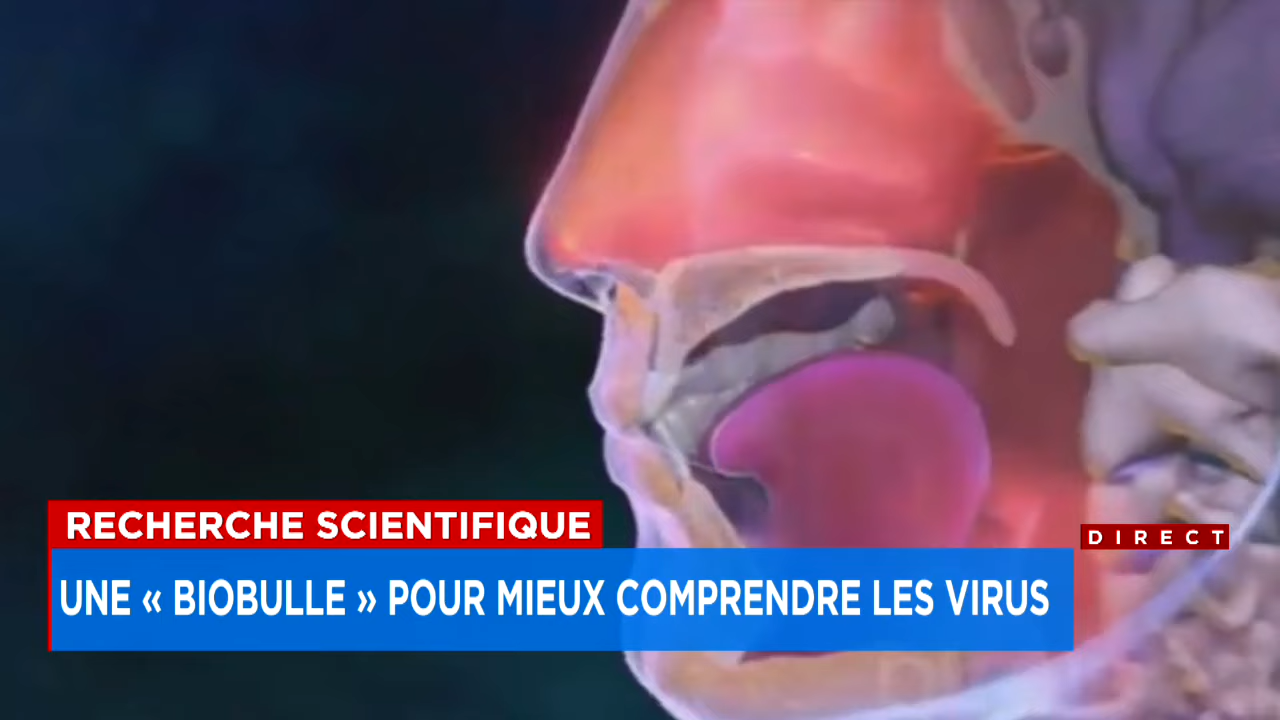 RECHERCHE SCIENTIFIQUE
UNE « BIOBULLE » POUR MIEUX COMPRENDRE LES VIRUS
DIRECT